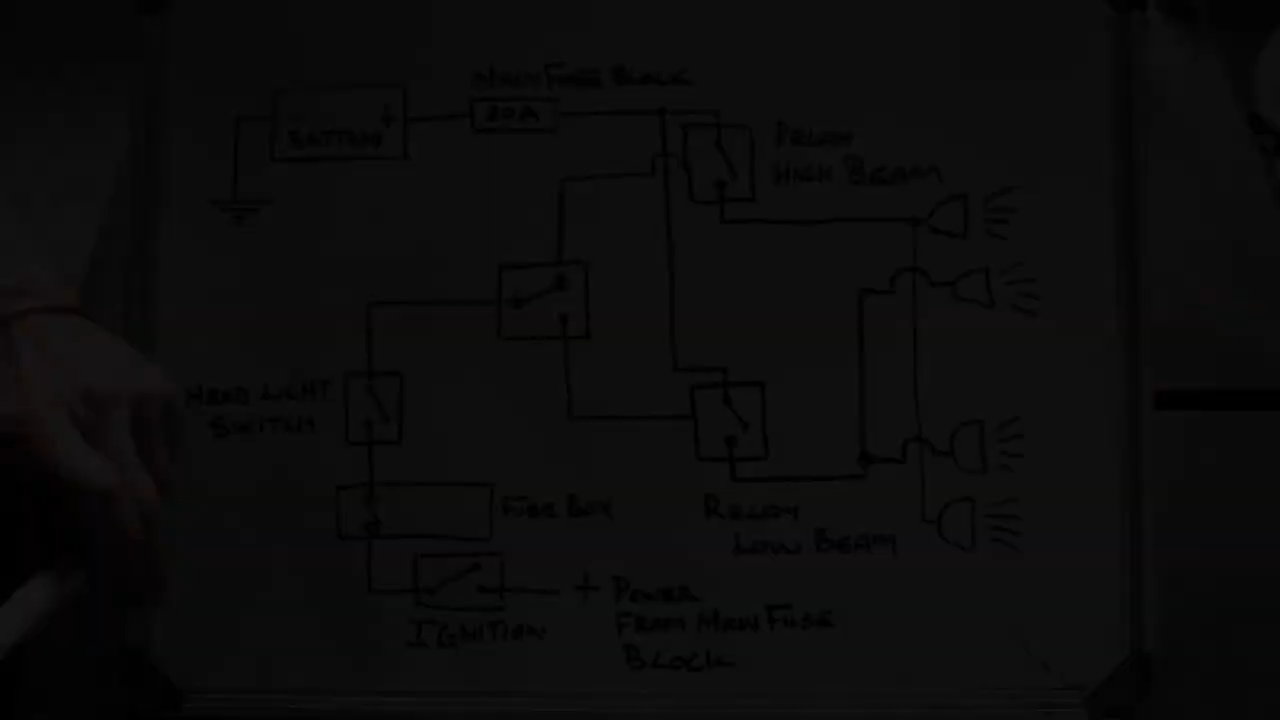 MAIN FUSE BLOCK
+
20A
BATTERY
RELAY
HIGH BEAM
HEAD LIGHT
SWITCH
FUSE BOX
RELAY
LOW BEAM
+ POWER
FROM MAIN FUSE
BLOCK
IGNITION